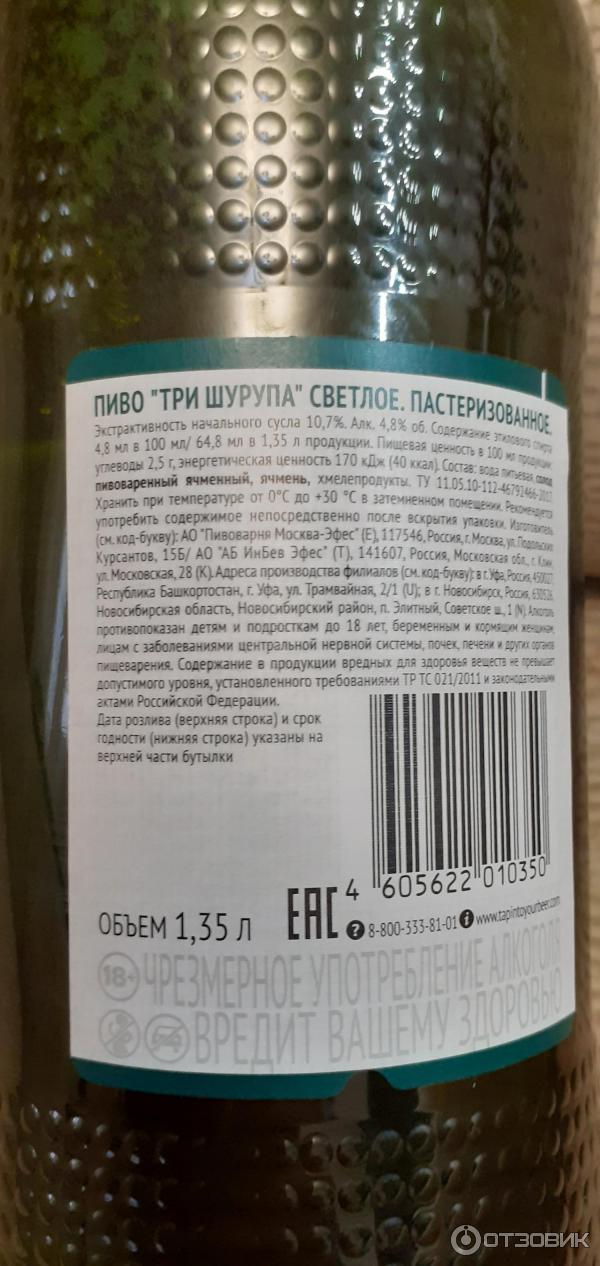 ПИВО "ТРИ ШУРУПА" СВЕТЛОЕ. ПАСТЕРИЗОВАННОЕ.
Экстрактивность начального сусла 10,7%. Алк. 4,8% об. Содержание этилового спирта
4,8 мл в 100 мл/ 64,8 мл в 1,35 л продукции. Пищевая ценность в 100 мл продукции:
углеводы 2,5 г, энергетическая ценность 170 кДж (40 ккал). Состав: вода питьевая, солод
пивоваренный ячменный, ячмень, хмелепродукты. ТУ 11.05.10-112-46792466-2017.
Хранить при температуре от 0°C до +30 °C в затемненном помещении. Рекомендуется
употребить содержимое непосредственно после вскрытия упаковки. Изготовитель
(см. код-букву): АО "Пивоварня Москва-Эфес" (Е), 117546, Россия, г. Москва, ул. Подольских
Курсантов, 15Б/ АО "АБ ИнБев Эфес" (Т), 141607, Россия, Московская обл., г. Клин,
ул. Московская, 28 (К). Адреса производства филиалов (см. код-букву): в г. Уфа, Россия, 450027,
Республика Башкортостан, г. Уфа, ул. Трамвайная, 2/1 (U); в г. Новосибирск, Россия, 630526,
Новосибирская область, Новосибирский район, п. Элитный, Советское ш., 1 (N). Алкоголь
противопоказан детям и подросткам до 18 лет, беременным и кормящим женщинам,
лицам с заболеваниями центральной нервной системы, почек, печени и других органов
пищеварения. Содержание в продукции вредных для здоровья веществ не превышает
допустимого уровня, установленного требованиями ТР ТС 021/2011 и законодательными
актами Российской Федерации.
Дата розлива (верхняя строка) и срок
годности (нижняя строка) указаны на
верхней части бутылки
4 605622 010350
ОБЪЕМ 1,35 Л
EAC
8-800-333-81-01 www.tapintoyourbeer.com
18+ ЧРЕЗМЕРНОЕ УПОТРЕБЛЕНИЕ АЛКОГОЛЯ
ВРЕДИТ ВАШЕМУ ЗДОРОВЬЮ
ОТЗОВИК